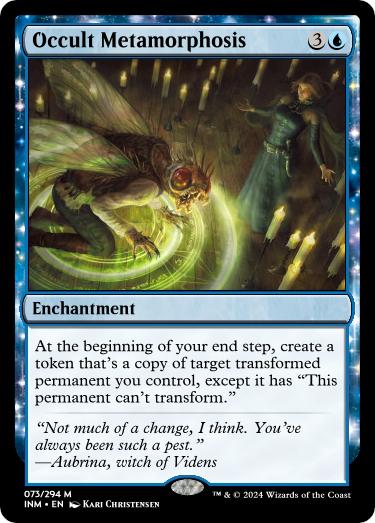 Occult Metamorphosis 3
Enchantment
At the beginning of your end step, create a
token that's a copy of target transformed
permanent you control, except it has “This
permanent can't transform.”
“Not much of a change, I think. You've
always been such a pest.”
—Aubrina, witch of Videns
073/294 M
INM • EN Kari Christensen
™ & © 2024 Wizards of the Coast